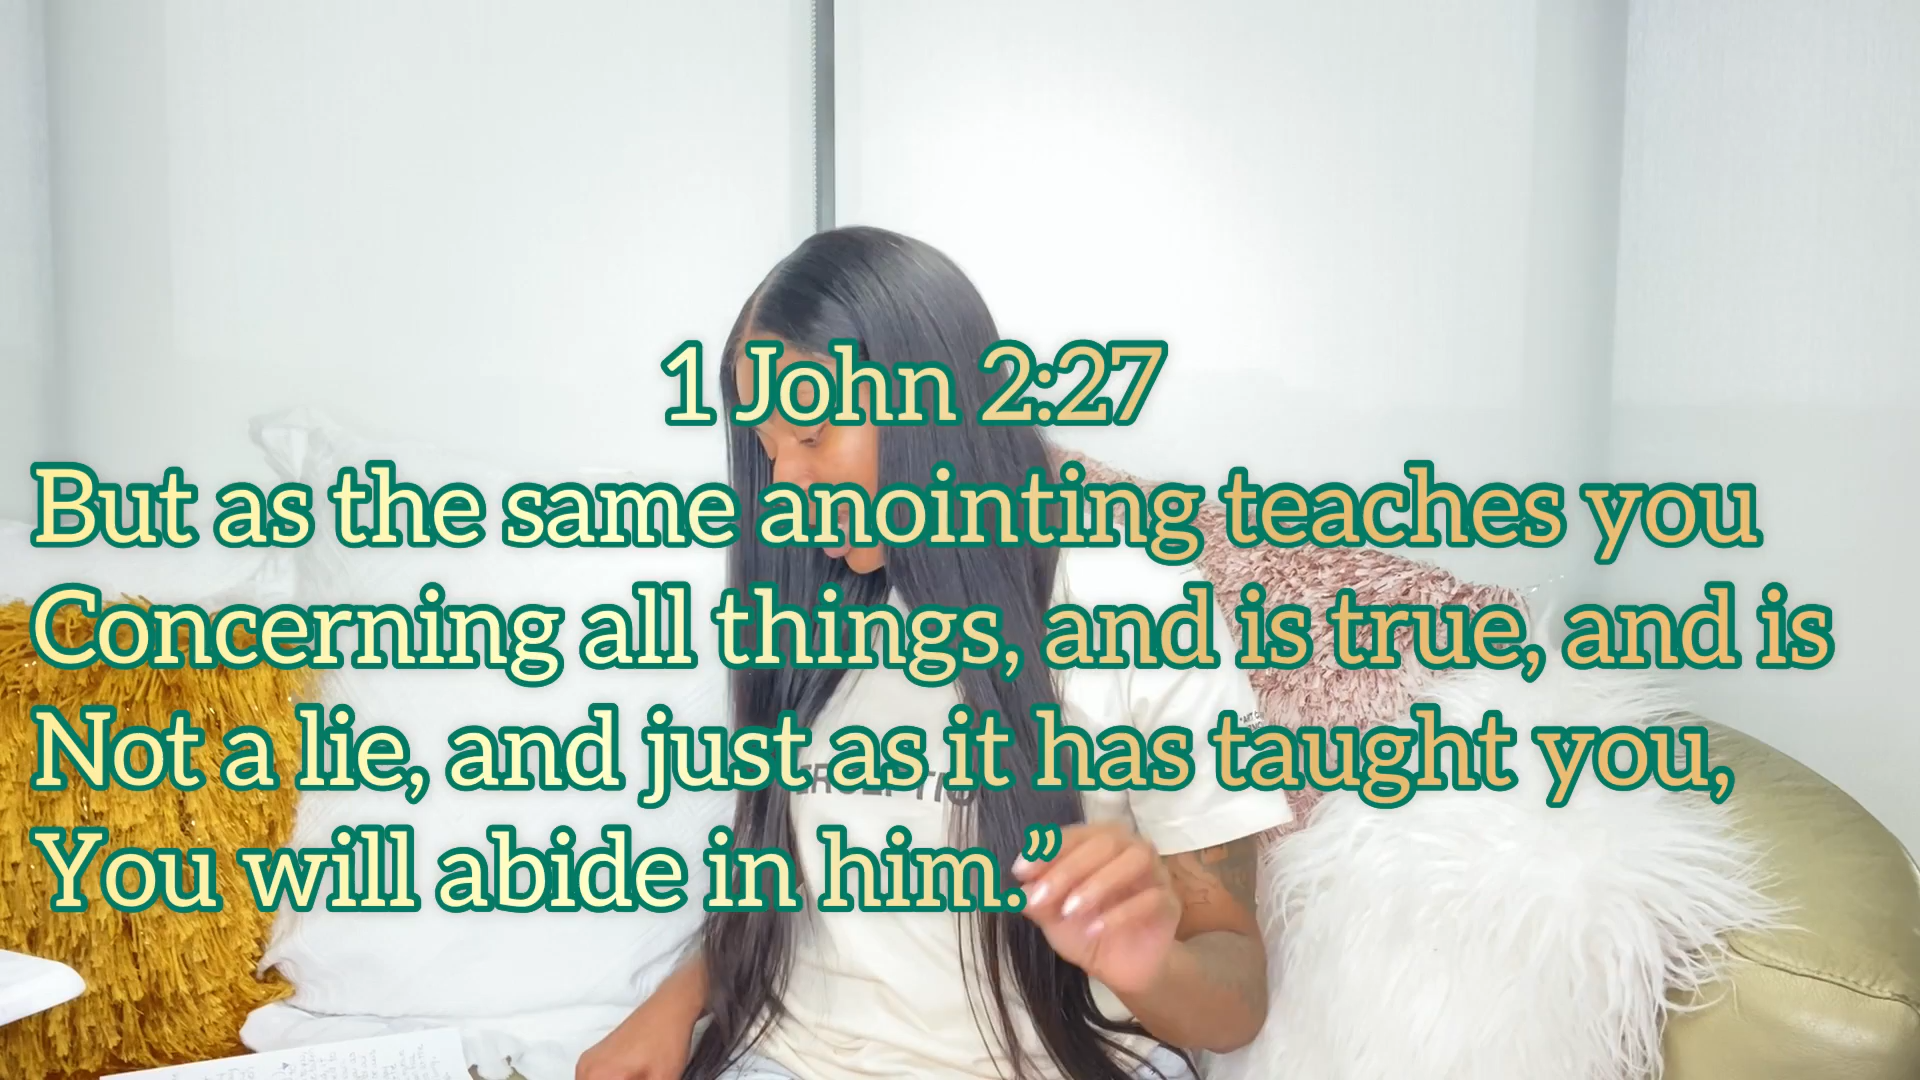 1 John 2:27
But as the same anointing teaches you
Concerning all things, and is true, and is
Not a lie, and just as it has taught you,
You will abide in him.”